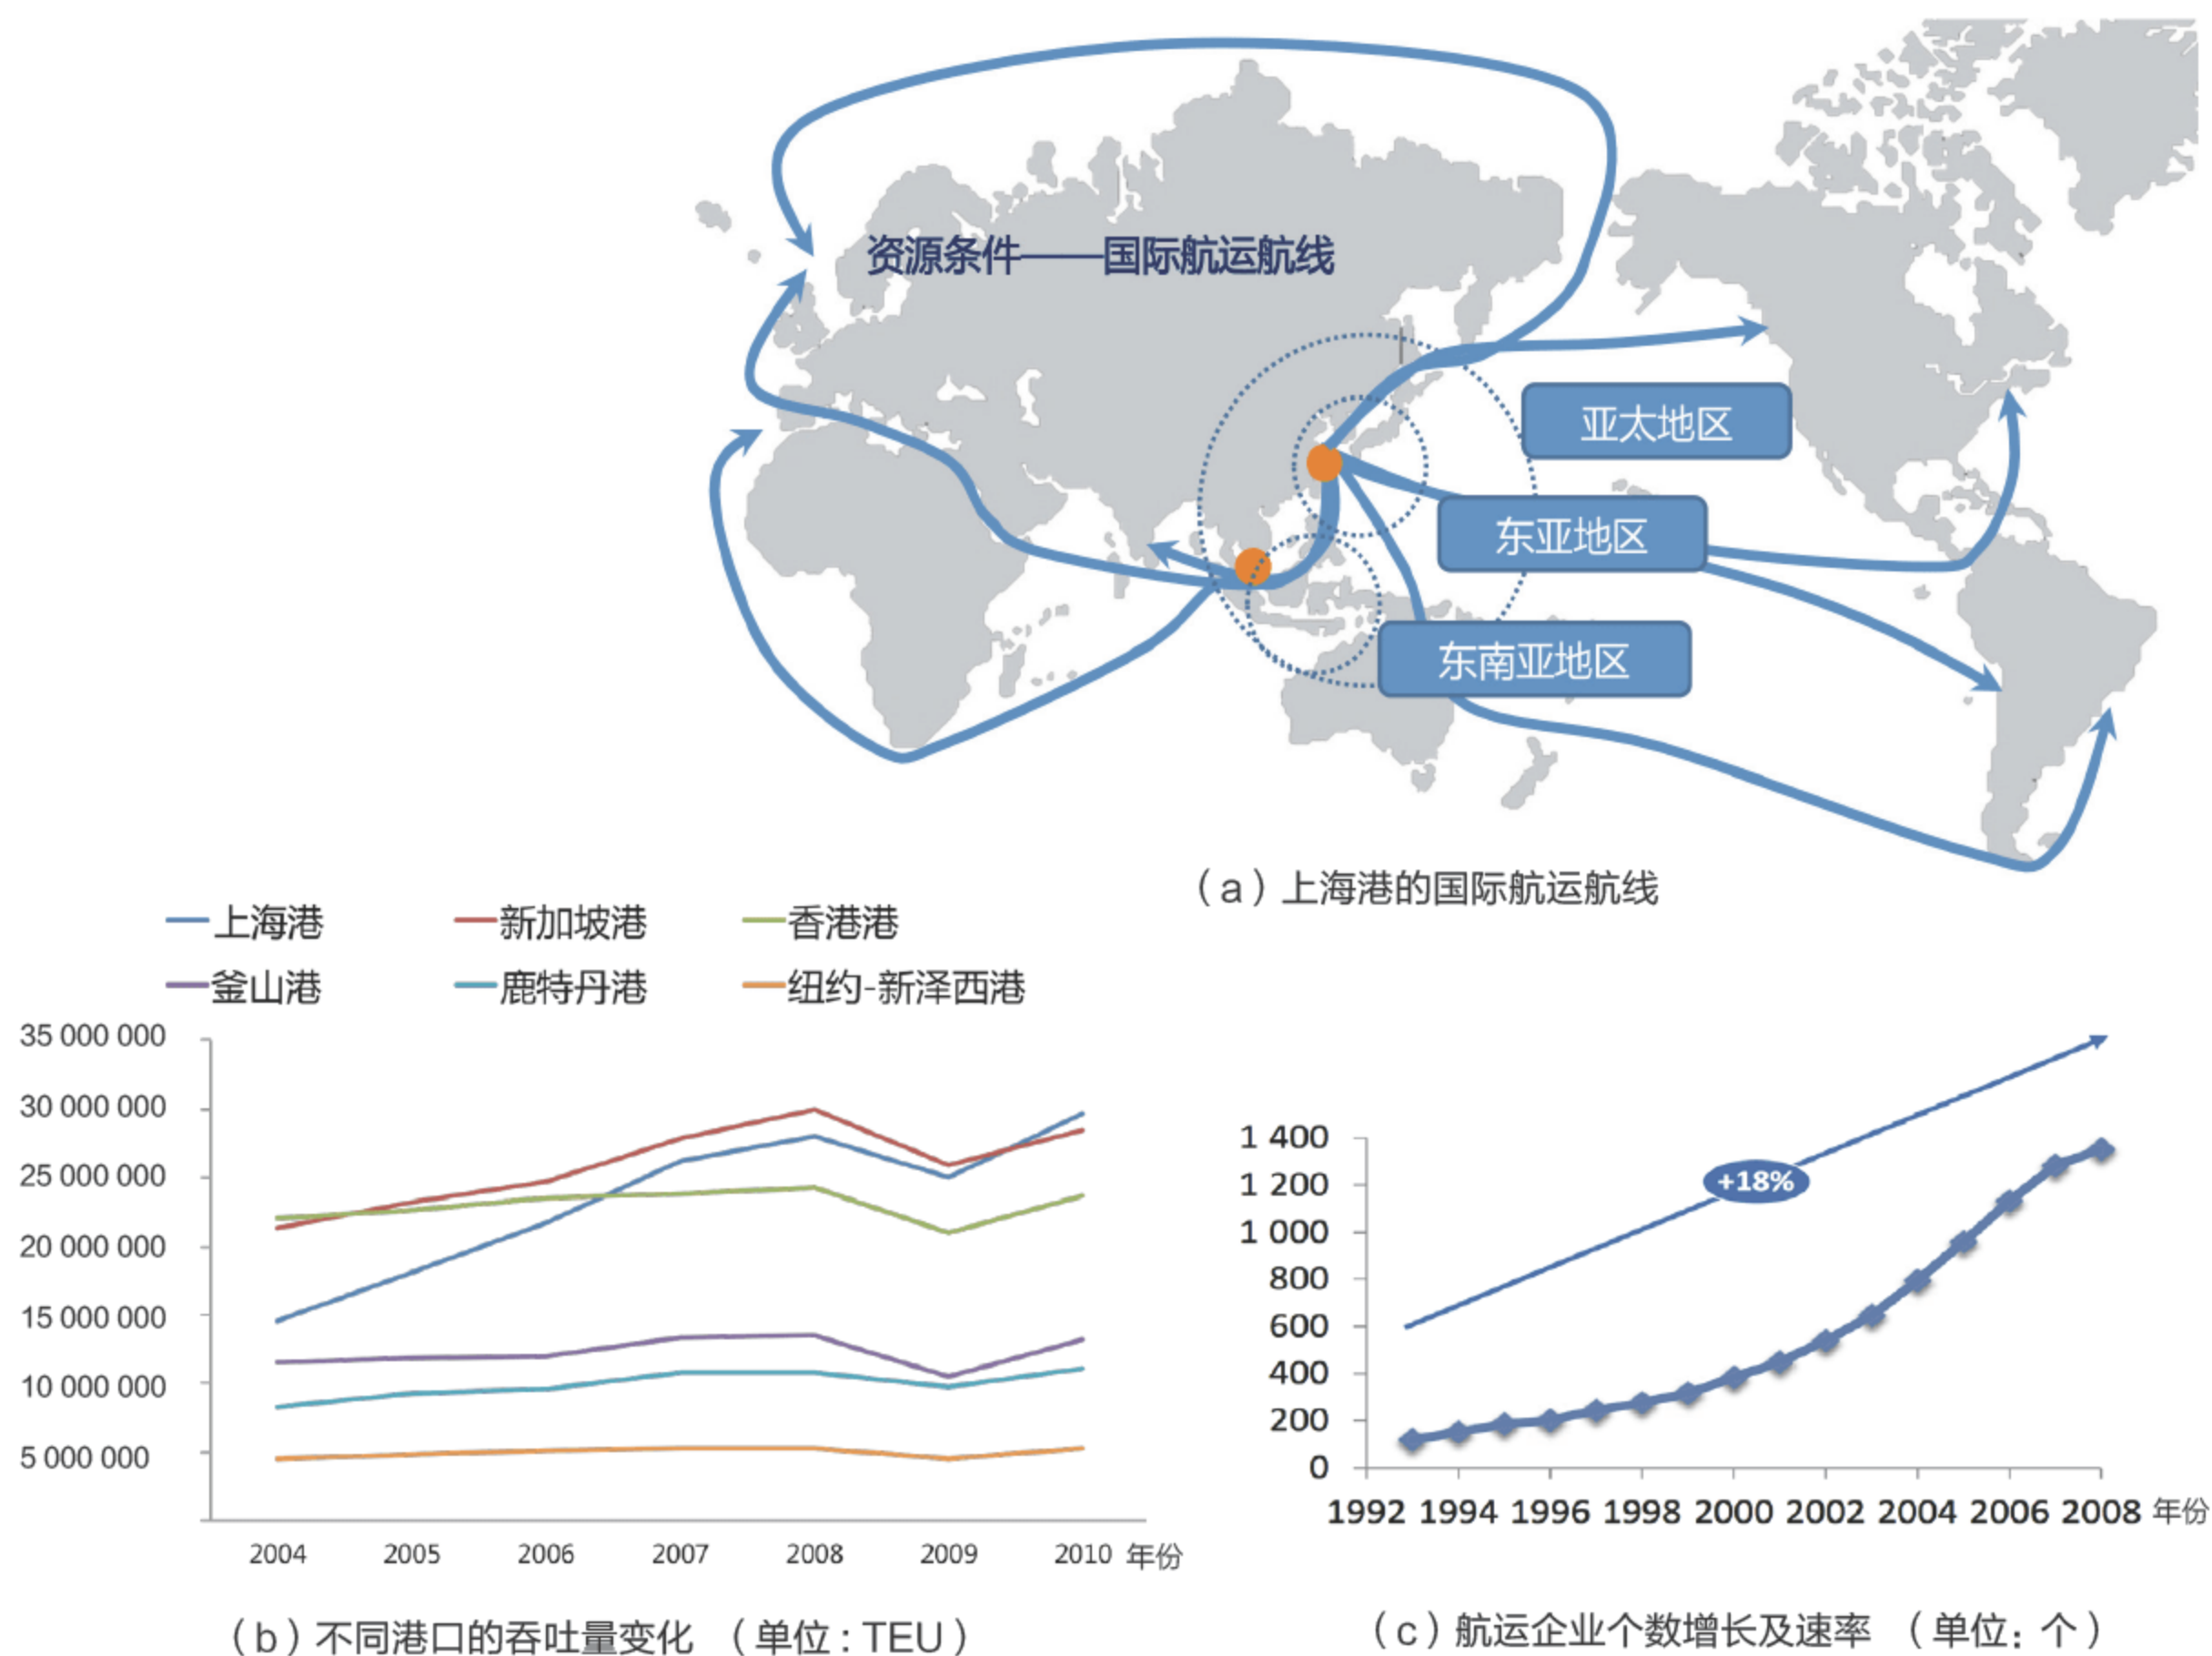 资源条件——国际航运航线
亚太地区
东亚地区
东南亚地区
（a）上海港的国际航运航线
上海港 新加坡港 香港港
釜山港 鹿特丹港 纽约-新泽西港
35 000 000
30 000 000
25 000 000
20 000 000
15 000 000
10 000 000
5 000 000
2004 2005 2006 2007 2008 2009 2010 年份
（b）不同港口的吞吐量变化 （单位：TEU）
+18%
1 400
1 200
1 000
800
600
400
200
0
1992 1994 1996 1998 2000 2002 2004 2006 2008 年份
（c）航运企业个数增长及速率 （单位：个）